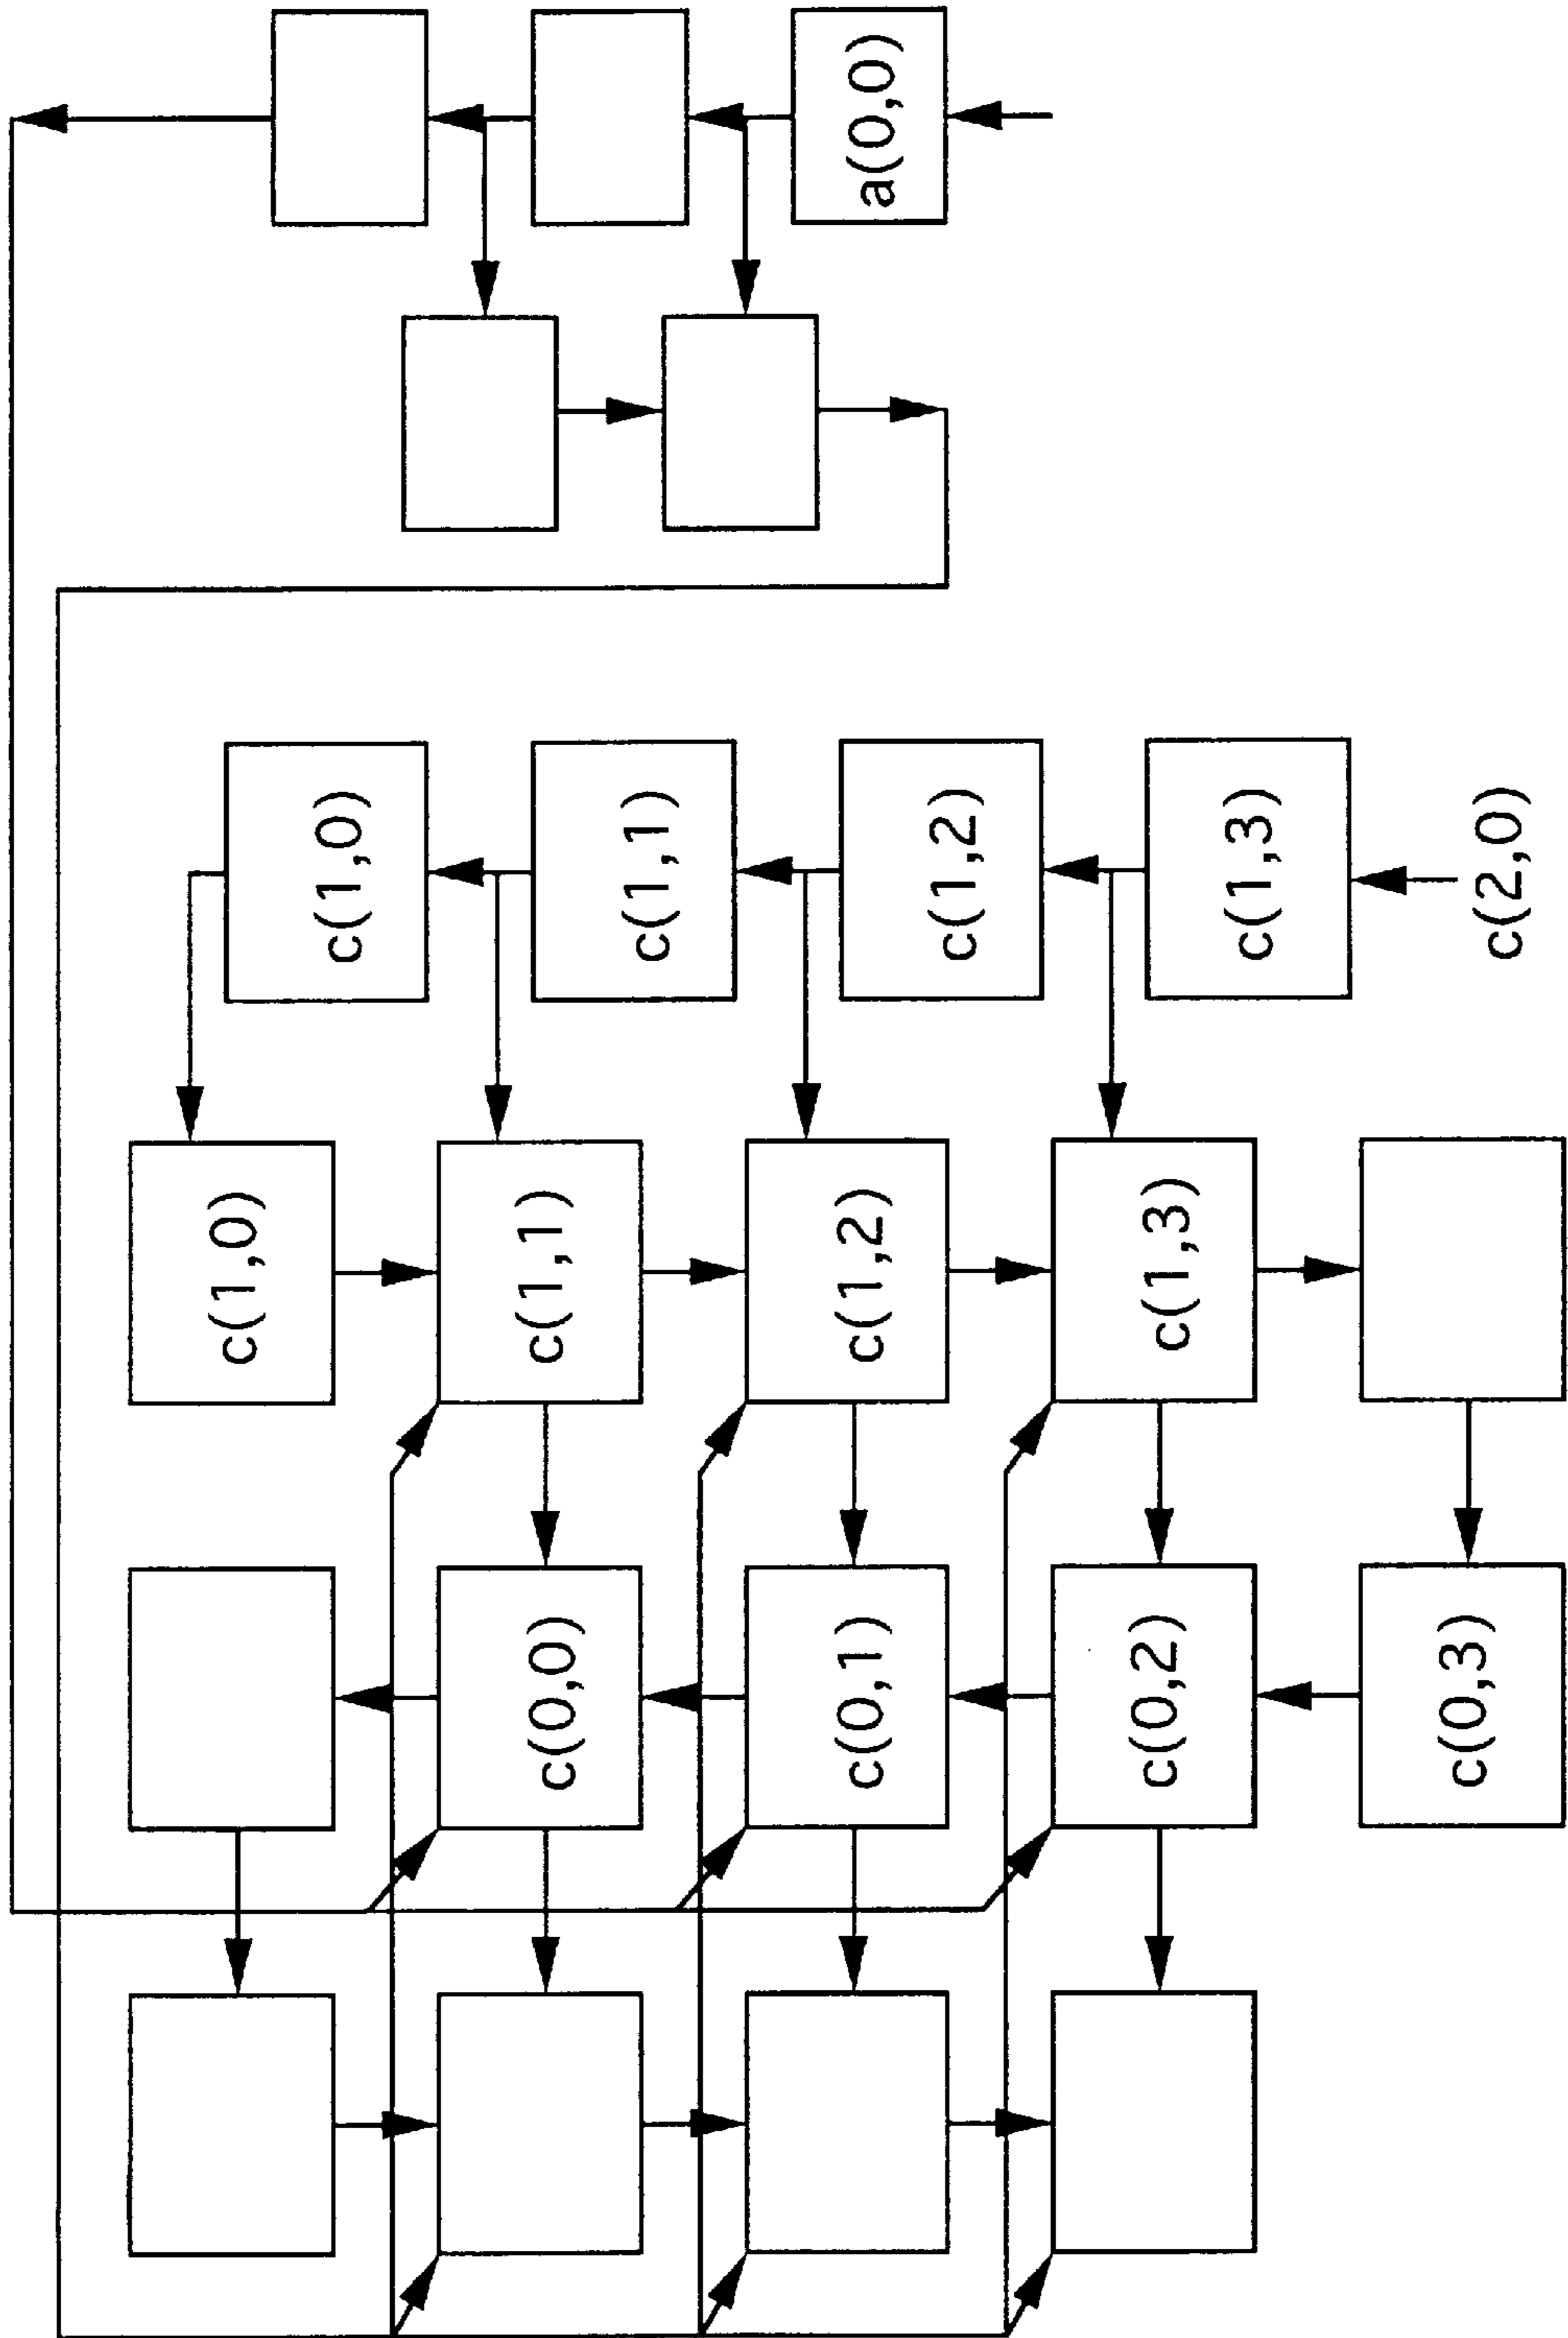 c(1,0)
c(1,0)
c(0,0)
c(1,1)
c(1,1)
c(0,1)
c(1,2)
c(1,2)
a(0,0)
c(0,2)
c(1,3)
c(1,3)
c(0,3)
c(2,0)